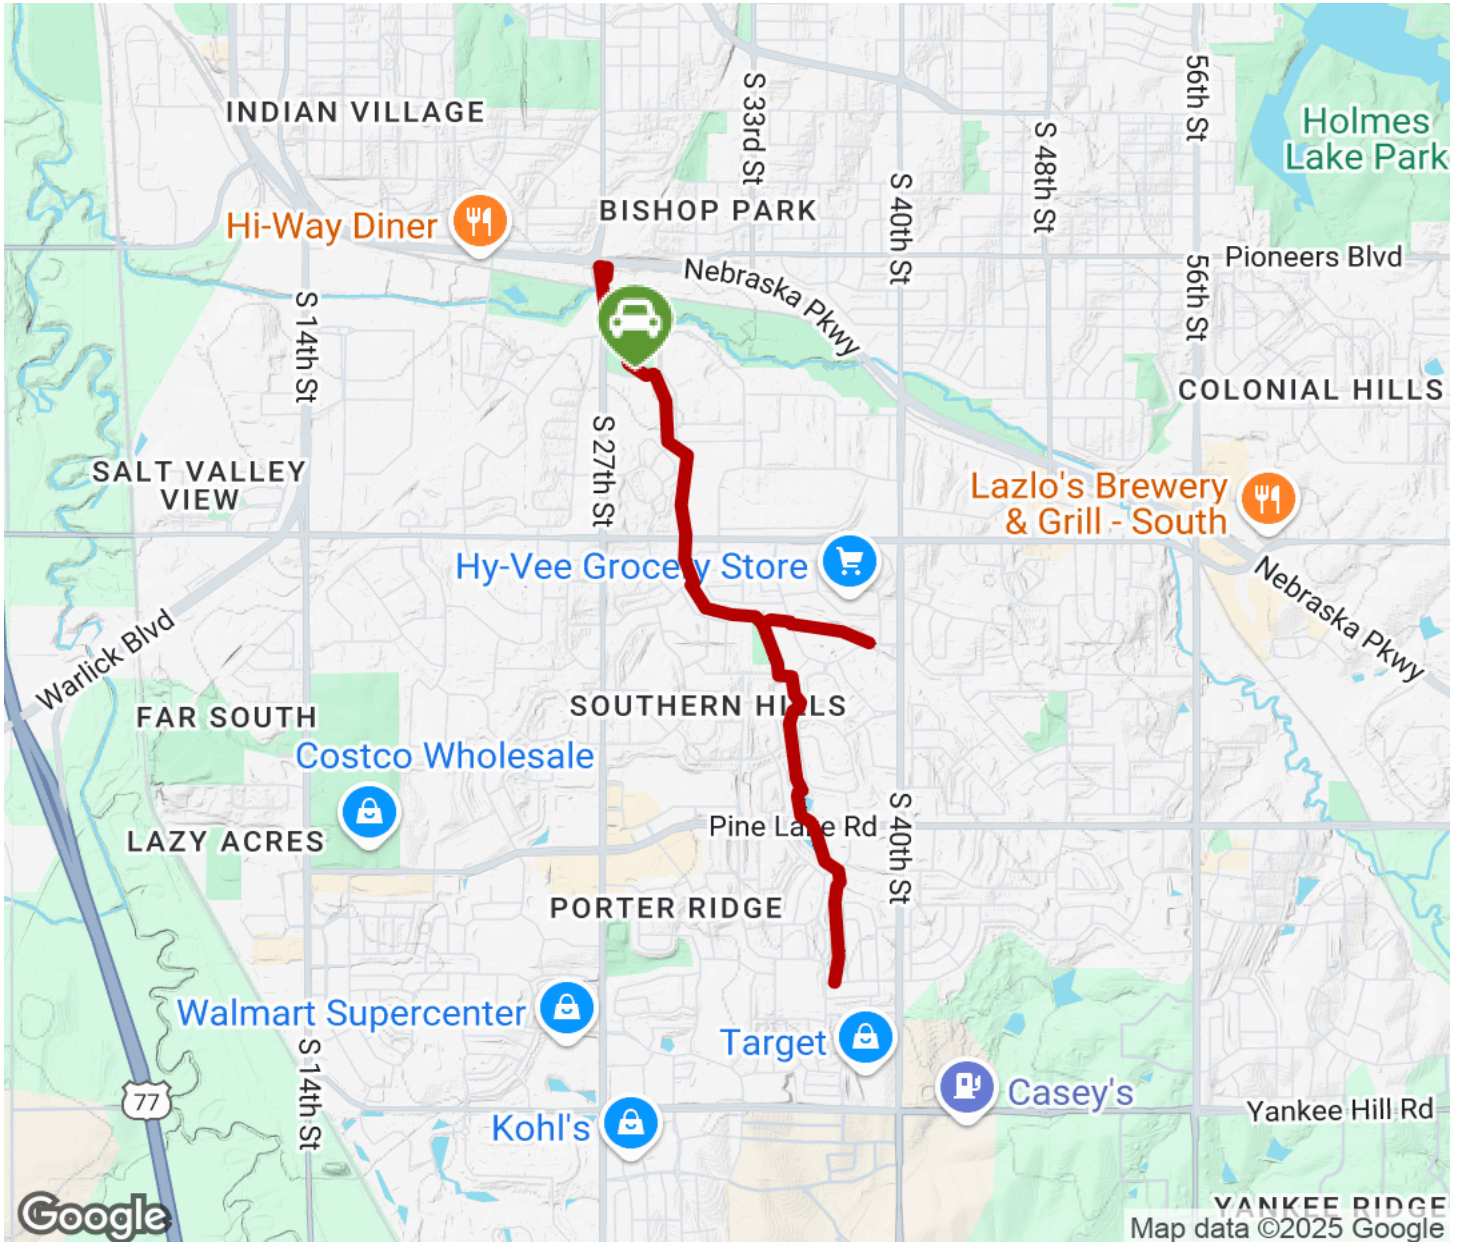 S 33rd St
56th St
INDIAN VILLAGE
Holmes
Lake Park
S 48th St
S 40th St
BISHOP PARK
Hi-Way Diner
Pioneers Blvd
Nebraska Pkwy
56th St
S 14th St
COLONIAL HILLS
S 27th St
SALT VALLEY
VIEW
Lazlo's Brewery
& Grill - South
Hy-Vee Grocery Store
Nebraska Pkwy
Warlick Blvd
SOUTHERN HILLS
FAR SOUTH
Costco Wholesale
S 40th St
Pine Lake Rd
LAZY ACRES
PORTER RIDGE
Walmart Supercenter
Target
S 14th St
77
Casey's
Yankee Hill Rd
Kohl's
YANKEE RIDGE
Google
Map data ©2025 Google